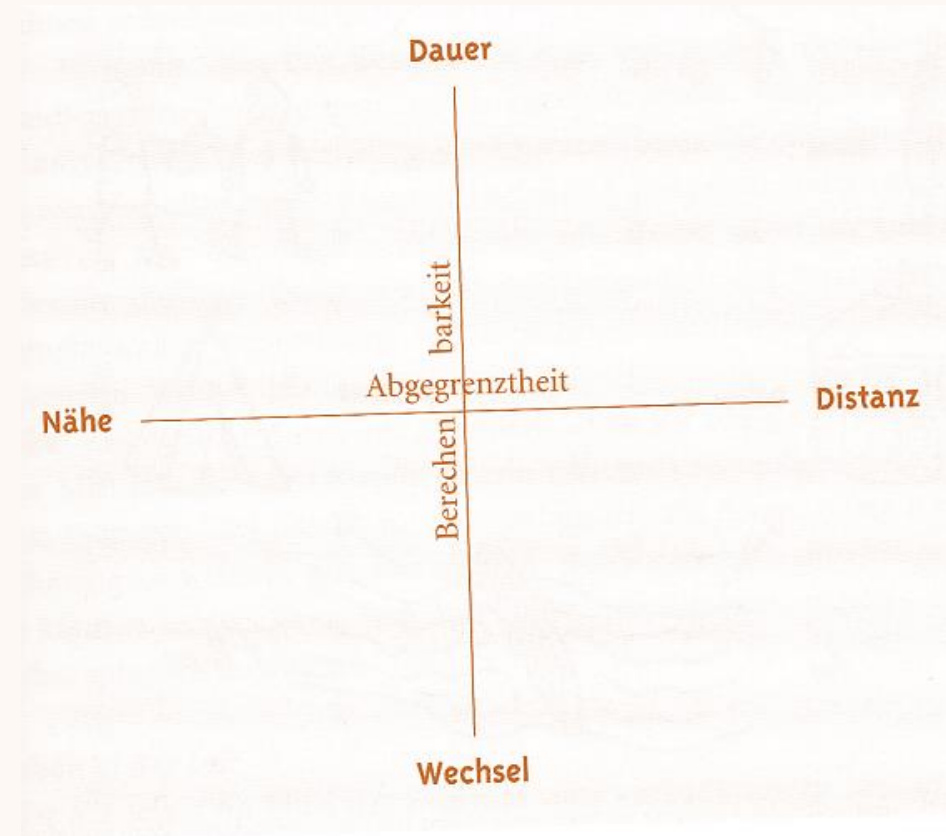 Dauer
barkeit
Abgegrenztheit
Nähe
Distanz
Berechen
Wechsel